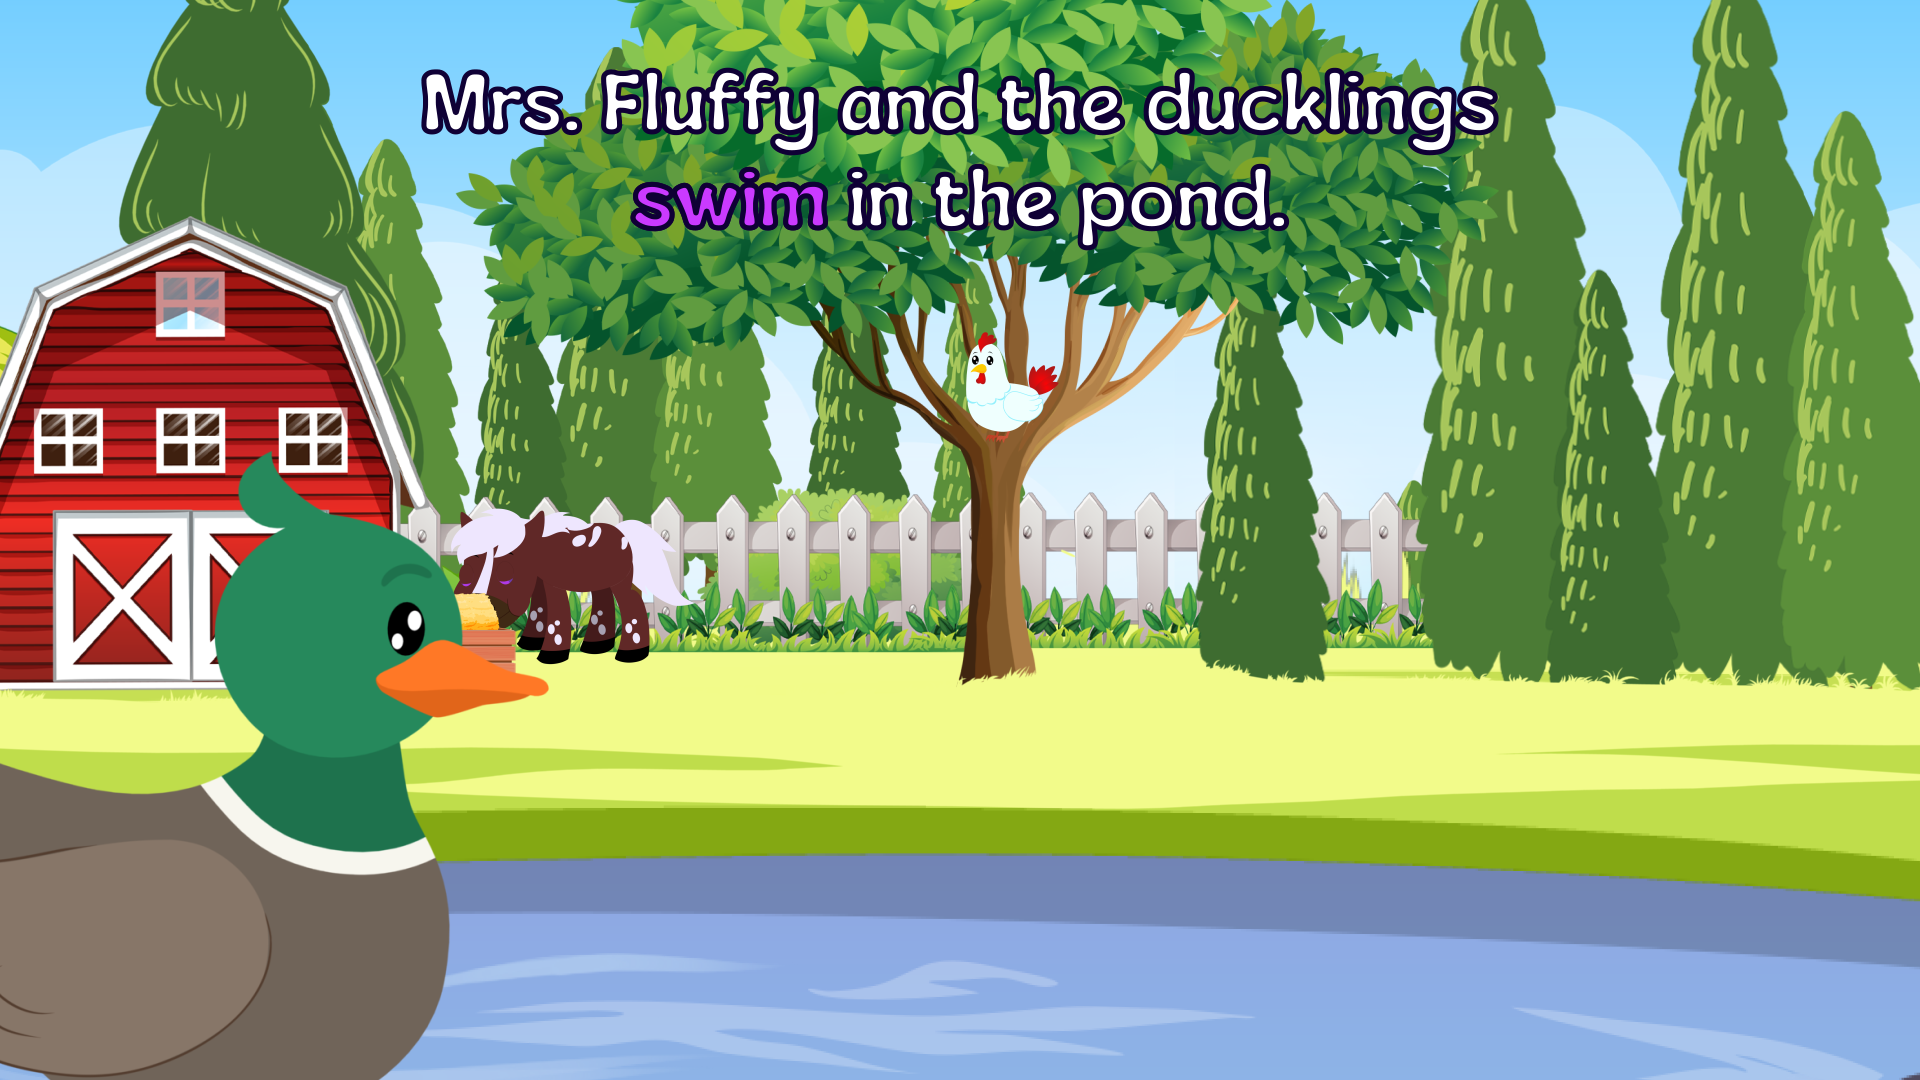 Mrs. Fluffy and the ducklings
swim in the pond.